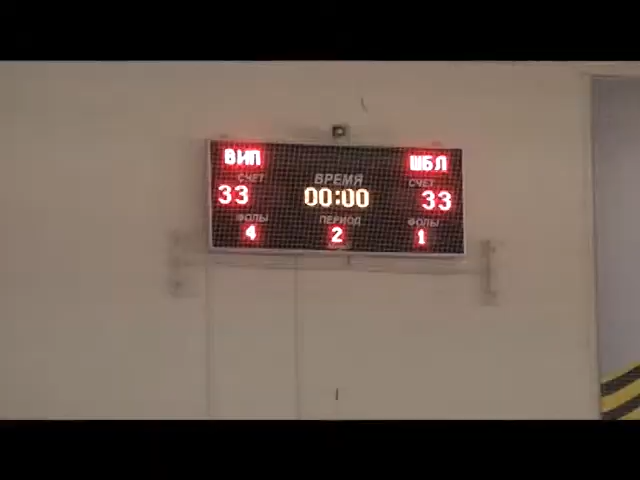 ВИП ШБЛ
СЧЕТ ВРЕМЯ СЧЕТ
33 00:00 33
ФОЛЫ ПЕРИОД ФОЛЫ
4 2 1